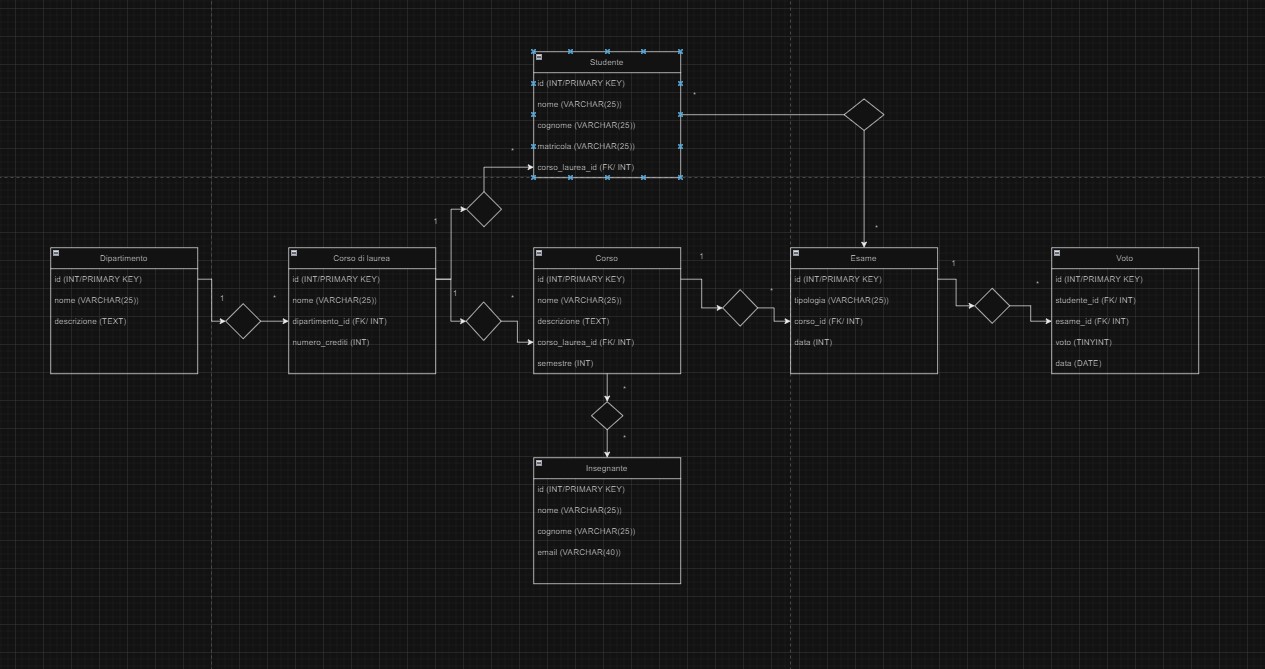 Studente
id (INT/PRIMARY KEY)
nome (VARCHAR(25))
cognome (VARCHAR(25))
matricola (VARCHAR(25))
corso_laurea_id (FK/ INT)
*
*
1
*
Dipartimento
id (INT/PRIMARY KEY)
nome (VARCHAR(25))
descrizione (TEXT)
1
*
Corso di laurea
id (INT/PRIMARY KEY)
nome (VARCHAR(25))
dipartimento_id (FK/ INT)
numero_crediti (INT)
1
*
Corso
id (INT/PRIMARY KEY)
nome (VARCHAR(25))
descrizione (TEXT)
corso_laurea_id (FK/ INT)
semestre (INT)
1
*
Esame
id (INT/PRIMARY KEY)
tipologia (VARCHAR(25))
corso_id (FK/ INT)
data (INT)
1
*
Voto
id (INT/PRIMARY KEY)
studente_id (FK/ INT)
esame_id (FK/ INT)
voto (TINYINT)
data (DATE)
*
*
Insegnante
id (INT/PRIMARY KEY)
nome (VARCHAR(25))
cognome (VARCHAR(25))
email (VARCHAR(40))